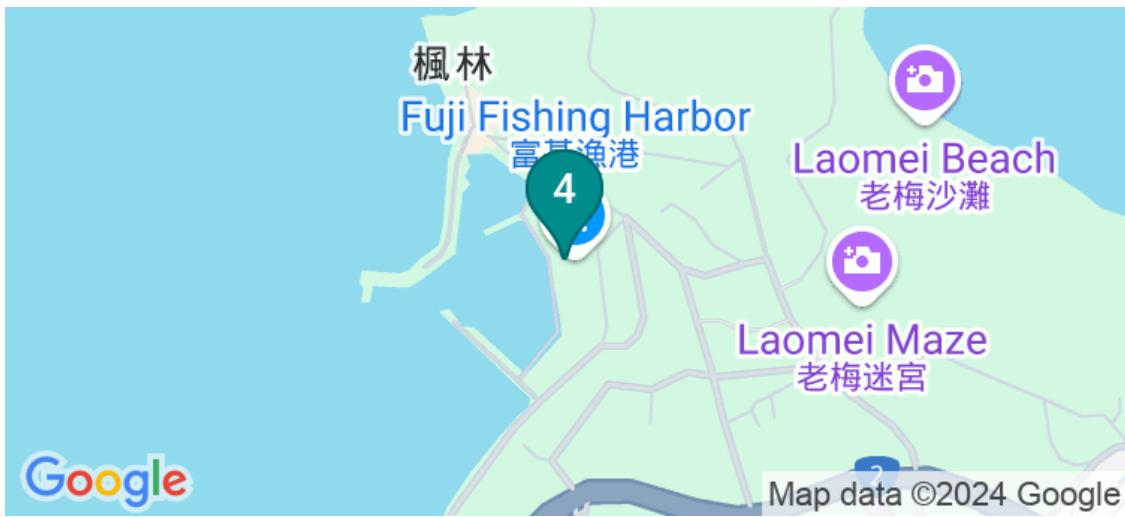 楓林
Fuji Fishing Harbor
富基漁港
4
Laomei Beach
老梅沙灘
Laomei Maze
老梅迷宮
2
Google
Map data ©2024 Google